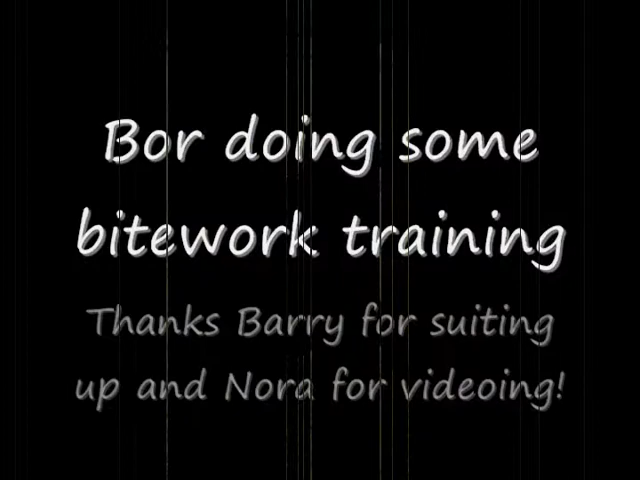 Bor doing some
bitework training
Thanks Barry for suiting
up and Nora for videoing!